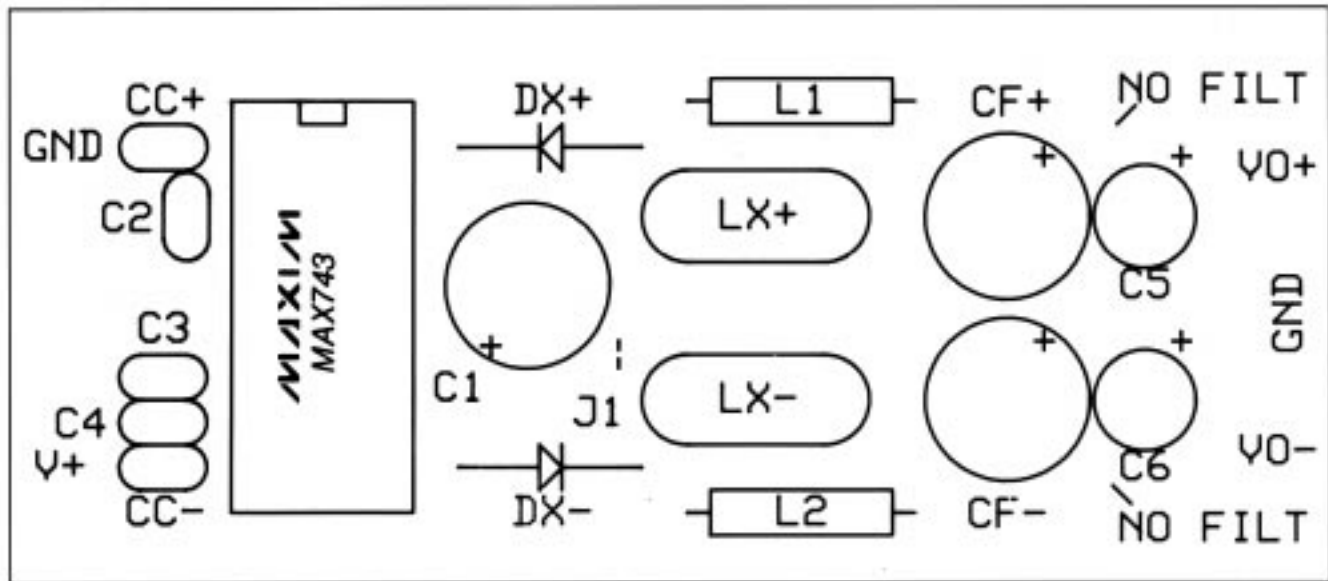 NO FILT
CC+
DX+
L1
CF+
GND
VO+
C2
LX+
MAXIM
MAX743
C5
GND
C3
C1
J1
LX-
C4
V+
VO-
C6
CC-
DX-
L2
CF-
NO FILT